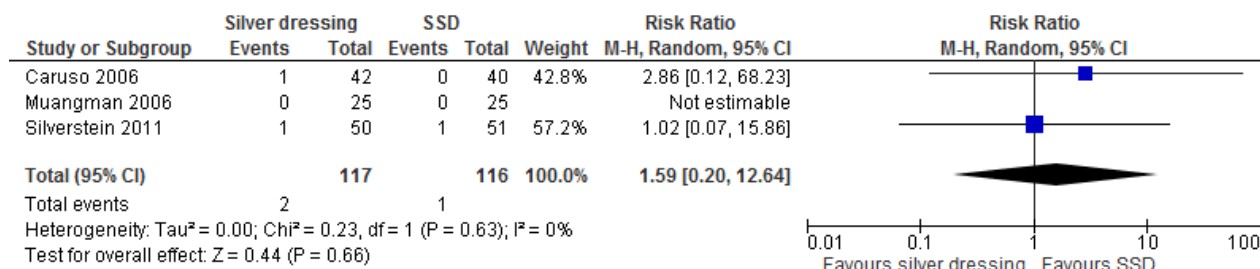 Silver dressing SSD Risk Ratio Risk Ratio
Study or Subgroup Events Total Events Total Weight M-H, Random, 95% CI M-H, Random, 95% CI
Caruso 2006 1 42 0 40 42.8% 2.86 [0.12, 68.23]
Muangman 2006 0 25 0 25 Not estimable
Silverstein 2011 1 50 1 51 57.2% 1.02 [0.07, 15.86]
Total (95% CI) 117 116 100.0% 1.59 [0.20, 12.64]
Total events 2 1
Heterogeneity: Tau² = 0.00; Chi² = 0.23, df = 1 (P = 0.63); I² = 0%
Test for overall effect: Z = 0.44 (P = 0.66)
0.01 0.1 1 10 100
Favours silver dressing Favours SSD